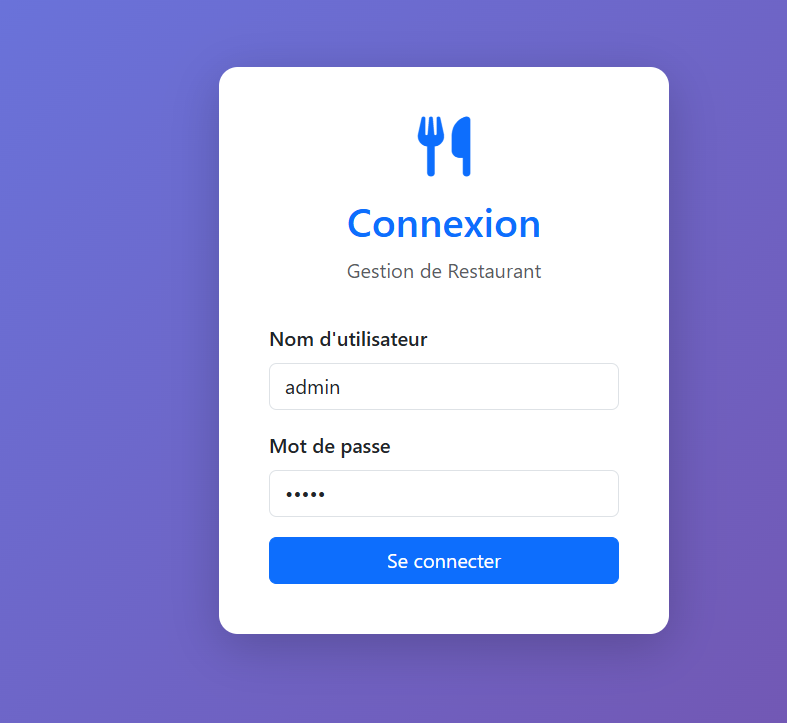 Connexion
Gestion de Restaurant
Nom d'utilisateur
admin
Mot de passe
•••••
Se connecter